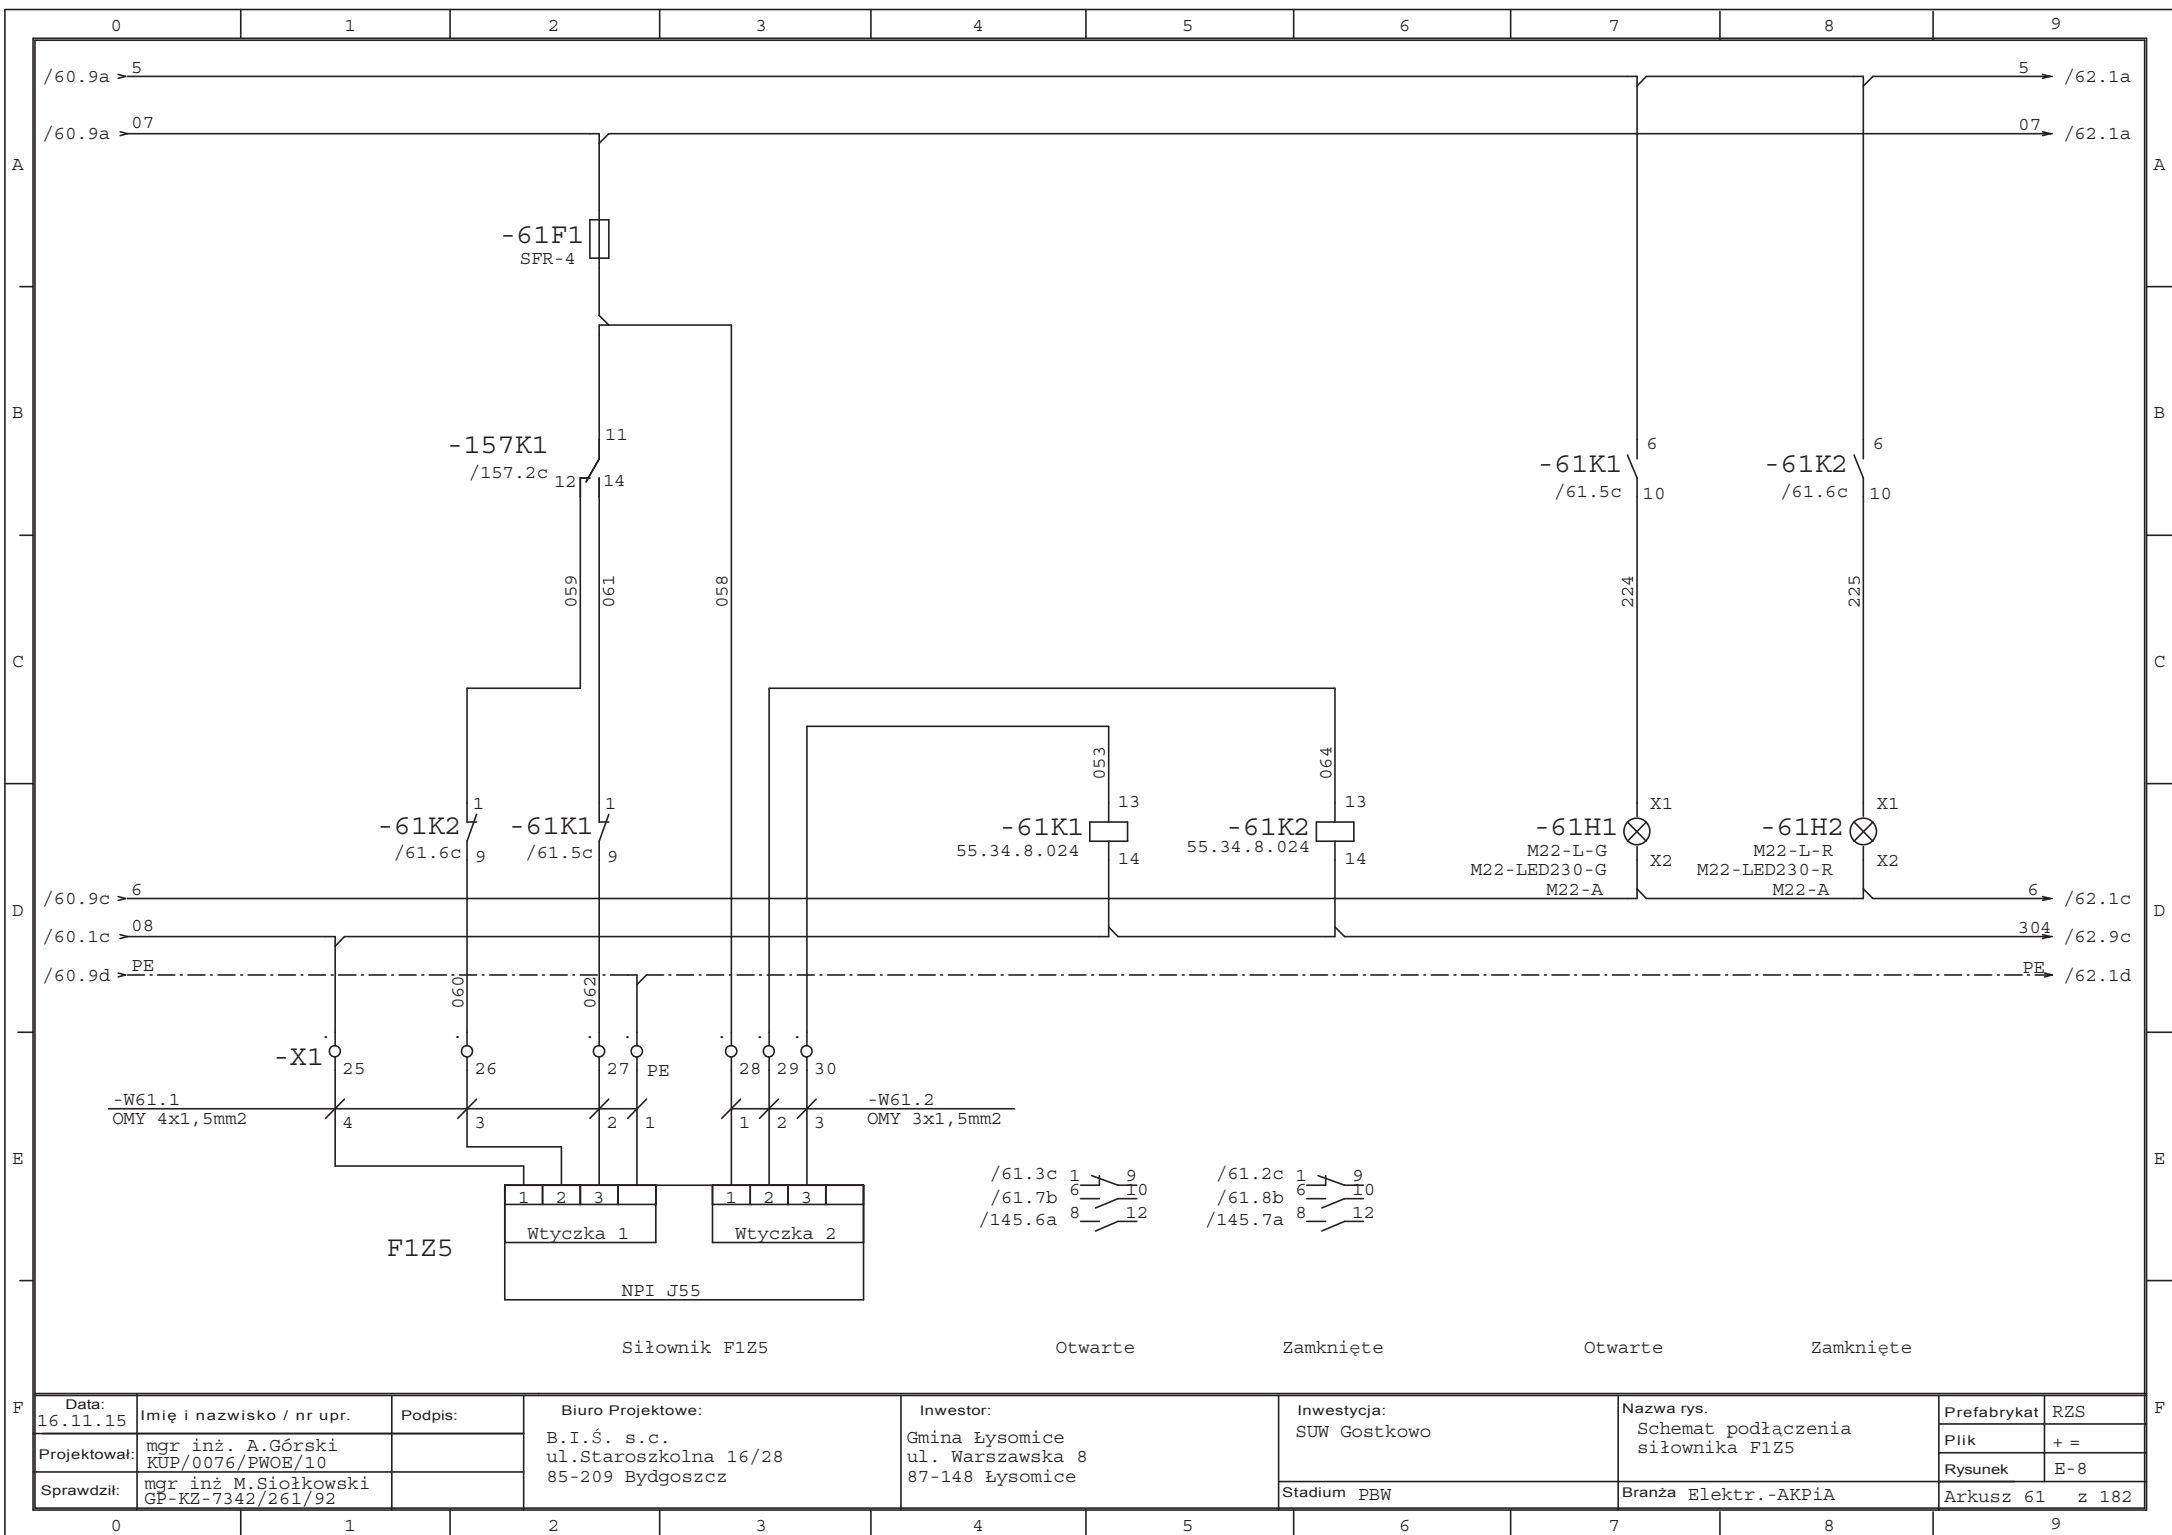 0 1 2 3 4 5 6 7 8 9
/60.9a 5 5 /62.1a
/60.9a 07 07 /62.1a
A A
-61F1
SFR-4
B B
11
-157K1
/157.2c 12 14
6 6
-61K1 -61K2
/61.5c 10 /61.6c 10
059 061 058 224 225
C C
053 064
1 1 13 13 X1 X1
-61K2 -61K1 -61K1 -61K2 -61H1 -61H2
/61.6c 9 /61.5c 9 55.34.8.024 14 55.34.8.024 14 M22-L-G X2 M22-L-R X2
M22-LED230-G M22-LED230-R
M22-A M22-A
/60.9c 6 6 /62.1c
D D
/60.1c 08 304 /62.9c
/60.9d PE PE /62.1d
060 062
-X1 25 26 27 PE 28 29 30
-W61.1 -W61.2
OMY 4x1,5mm2 4 3 2 1 1 2 3 OMY 3x1,5mm2
E E
/61.3c 1 9 /61.2c 1 9
/61.7b 6 10 /61.8b 6 10
/145.6a 8 12 /145.7a 8 12
1 2 3 1 2 3
Wtyczka 1 Wtyczka 2
F1Z5
NPI J55
Siłownik F1Z5 Otwarte Zamknięte Otwarte Zamknięte
F F
Data:
16.11.15
Imię i nazwisko / nr upr.
Podpis:
Projektował:
mgr inż. A.Górski
KUP/0076/PWOE/10
Sprawdził:
mgr inż M.Siołkowski
GP-KZ-7342/261/92
Biuro Projektowe:
B.I.Ś. s.c.
ul.Staroszkolna 16/28
85-209 Bydgoszcz
Inwestor:
Gmina Łysomice
ul. Warszawska 8
87-148 Łysomice
Inwestycja:
SUW Gostkowo
Stadium PBW
Nazwa rys.
Schemat podłączenia
siłownika F1Z5
Branża Elektr.-AKPiA
Prefabrykat RZS
Plik + =
Rysunek E-8
Arkusz 61 z 182
0 1 2 3 4 5 6 7 8 9